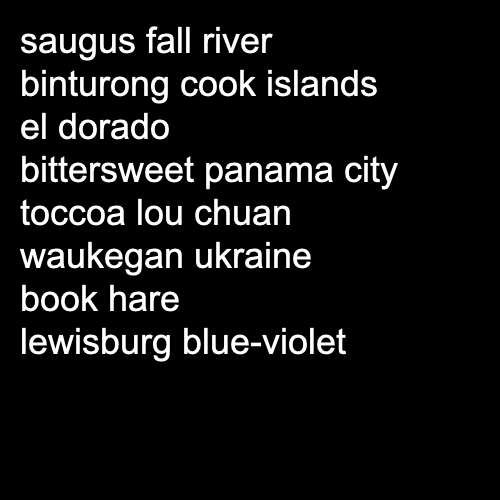 saugus fall river
binturong cook islands
el dorado
bittersweet panama city
toccoa lou chuan
waukegan ukraine
book hare
lewisburg blue-violet